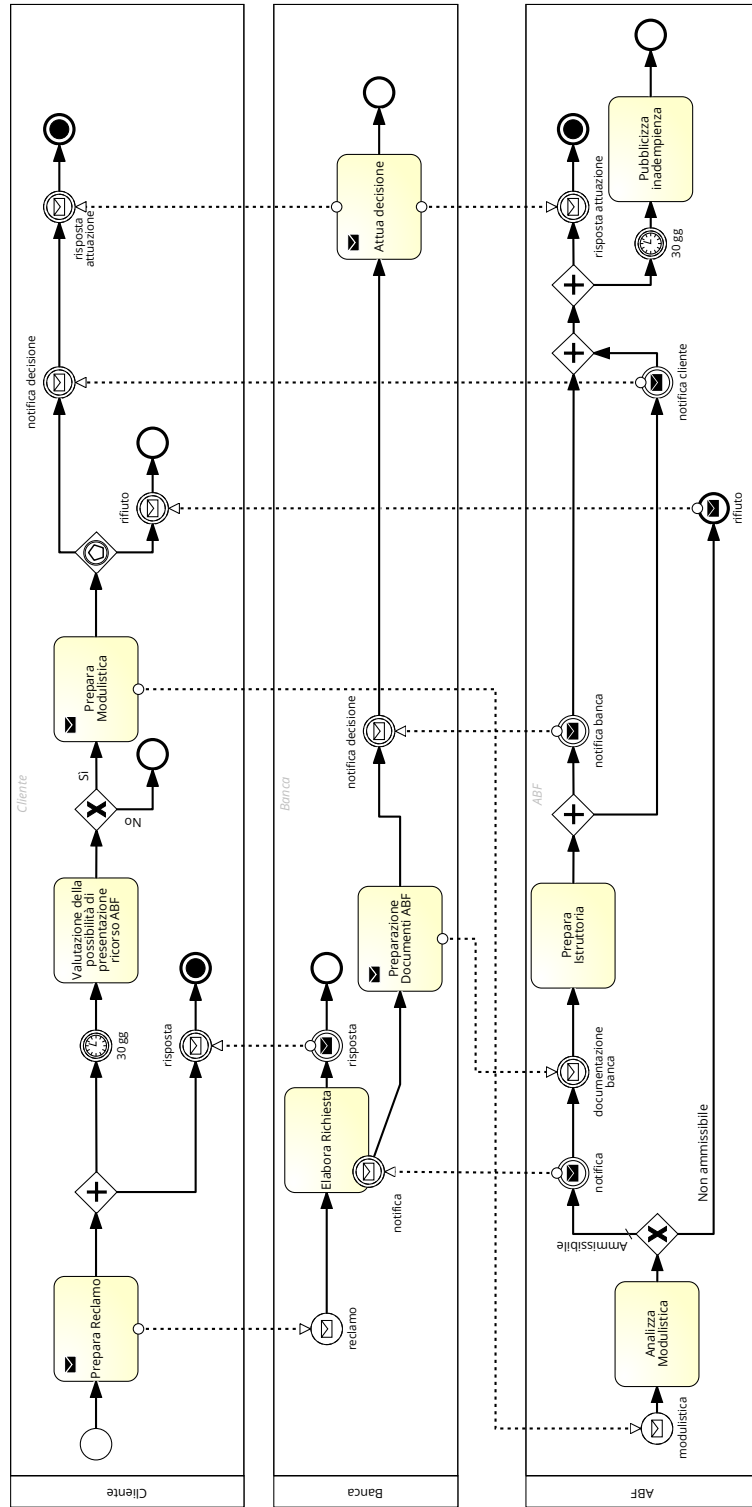 Cliente
Cliente
Prepara Reclamo
30 gg
risposta
Valutazione della
possibilità di
presentazione
ricorso ABF
Sì
No
Prepara
Modulistica
rifiuto
notifica decisione
risposta
attuazione
Banca
Banca
reclamo
Elabora Richiesta
notifica
risposta
Preparazione
Documenti ABF
notifica decisione
Attua decisione
ABF
ABF
modulistica
Analizza
Modulistica
Ammissibile
Non ammissibile
notifica
documentazione
banca
Prepara
Istruttoria
notifica banca
rifiuto
notifica cliente
30 gg
risposta attuazione
Pubblicizza
inadempienza